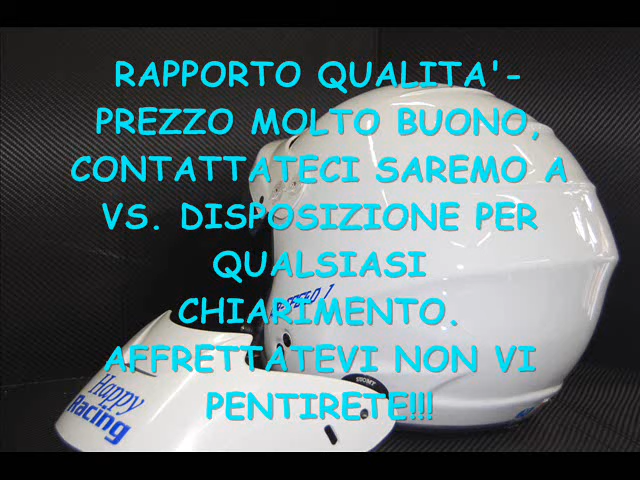 RAPPORTO QUALITA'-
PREZZO MOLTO BUONO,
CONTATTATECI SAREMO A
VS. DISPOSIZIONE PER
QUALSIASI
CHIARIMENTO.
AFFRETTATEVI NON VI
PENTIRETE!!!
Happy
Racing